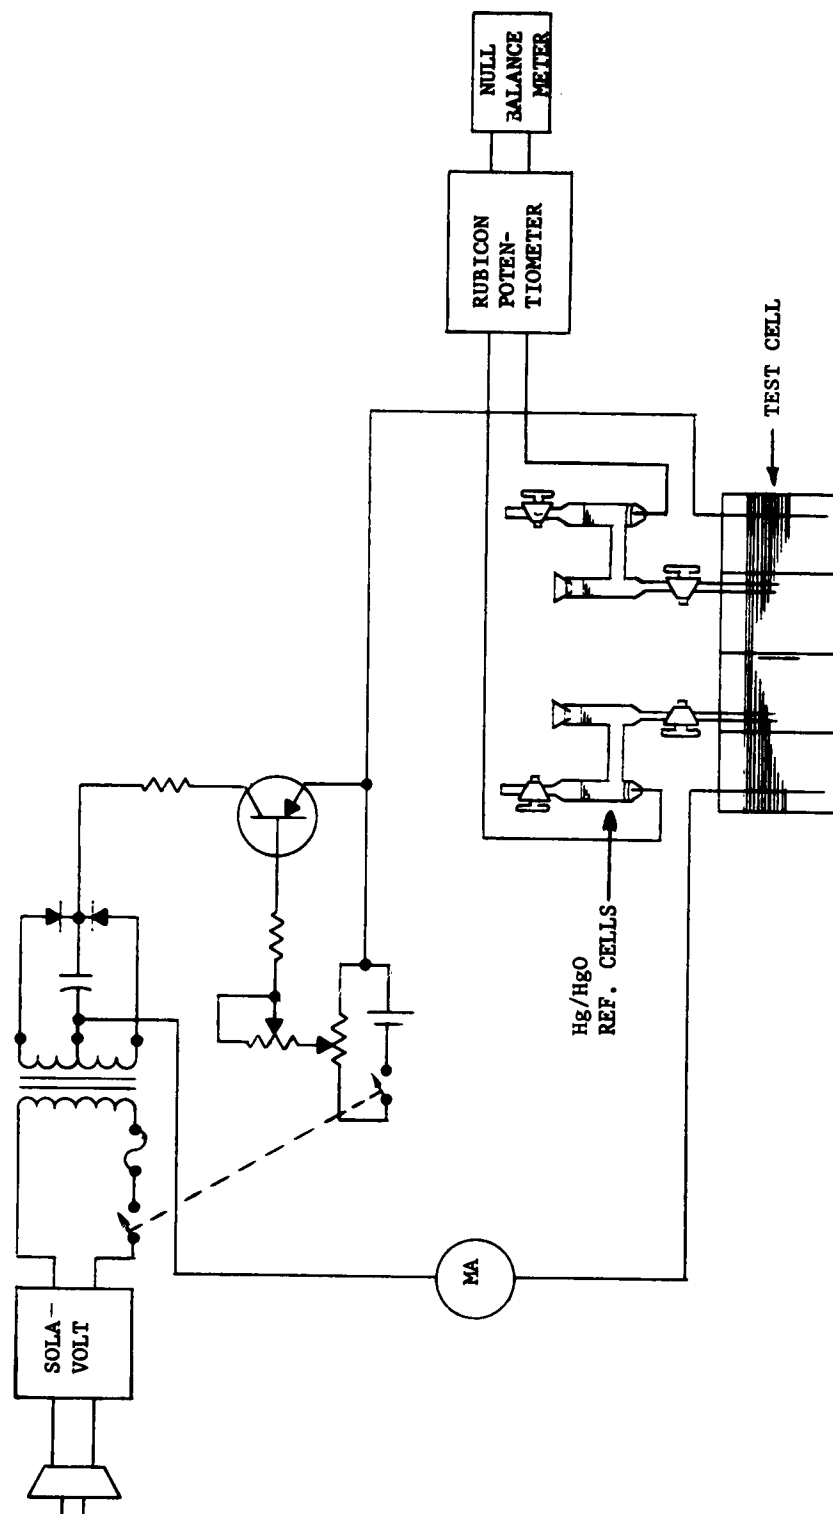 SOLA-
VOLT
MA
Hg/HgO
REF. CELLS
TEST CELL
RUBICON
POTEN-
TIOMETER
NULL
BALANCE
METER